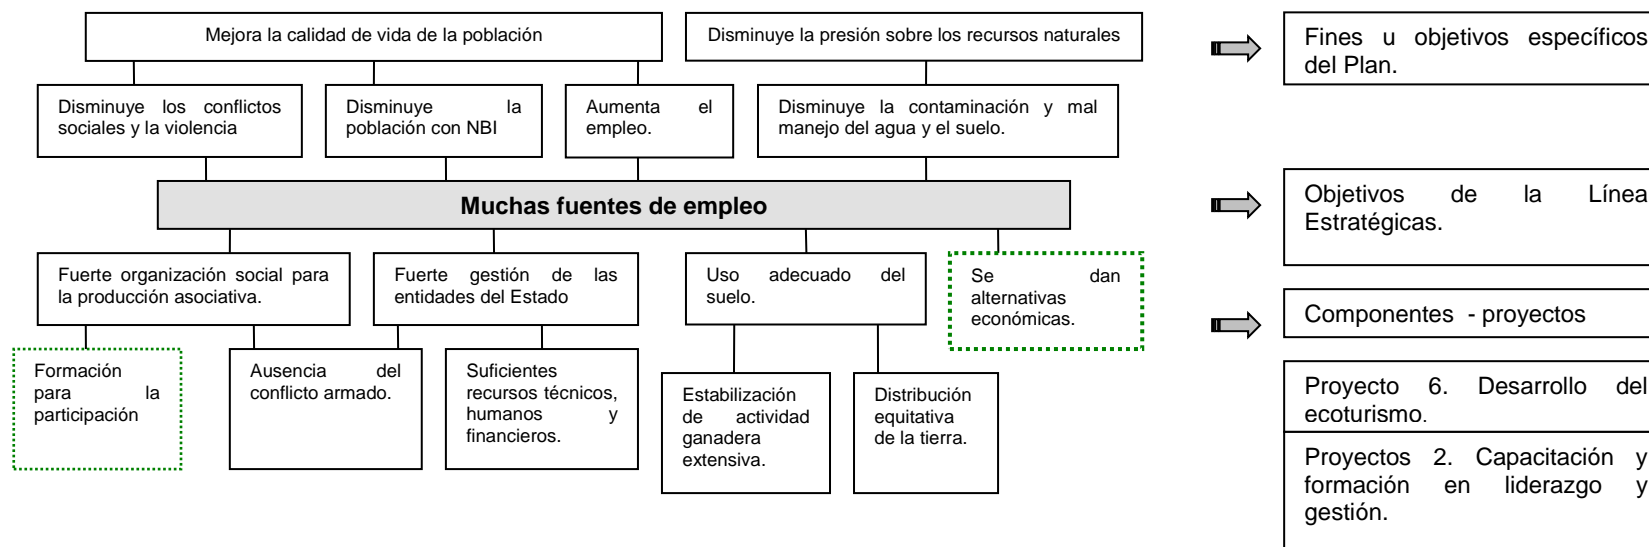 Mejora la calidad de vida de la población
Disminuye la presión sobre los recursos naturales
Fines u objetivos específicos
del Plan.
Disminuye los conflictos
sociales y la violencia
Disminuye la
población con NBI
Aumenta el
empleo.
Disminuye la contaminación y mal
manejo del agua y el suelo.
Muchas fuentes de empleo
Objetivos de la Línea
Estratégicas.
Fuerte organización social para
la producción asociativa.
Fuerte gestión de las
entidades del Estado
Uso adecuado del
suelo.
Se dan
alternativas
económicas.
Componentes - proyectos
Formación
para la
participación
Ausencia del
conflicto armado.
Suficientes
recursos técnicos,
humanos y
financieros.
Estabilización
de actividad
ganadera
extensiva.
Distribución
equitativa
de la tierra.
Proyecto 6. Desarrollo del
ecoturismo.
Proyectos 2. Capacitación y
formación en liderazgo y
gestión.